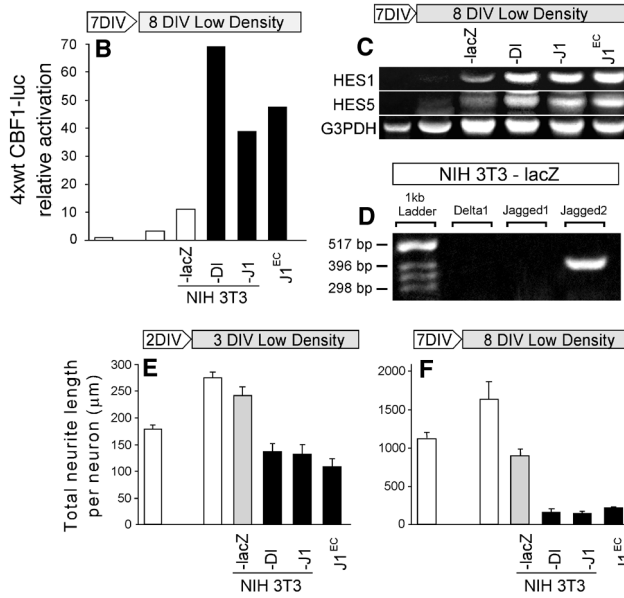 7DIV 8 DIV Low Density
B
4xwt CBF1-luc
relative activation
70
60
50
40
30
20
10
0
-lacZ
-Dl
-J1
J1 EC
NIH 3T3
7DIV 8 DIV Low Density
C
-lacZ
-Dl
-J1
J1 EC
HES1
HES5
G3PDH
NIH 3T3 - lacZ
D
1kb
Ladder
Delta1
Jagged1
Jagged2
517 bp
396 bp
298 bp
2DIV 3 DIV Low Density
E
Total neurite length
per neuron (µm)
300
250
200
150
100
50
0
-lacZ
-Dl
-J1
J1 EC
NIH 3T3
7DIV 8 DIV Low Density
F
2000
1500
1000
500
0
-lacZ
-Dl
-J1
J1 EC
NIH 3T3